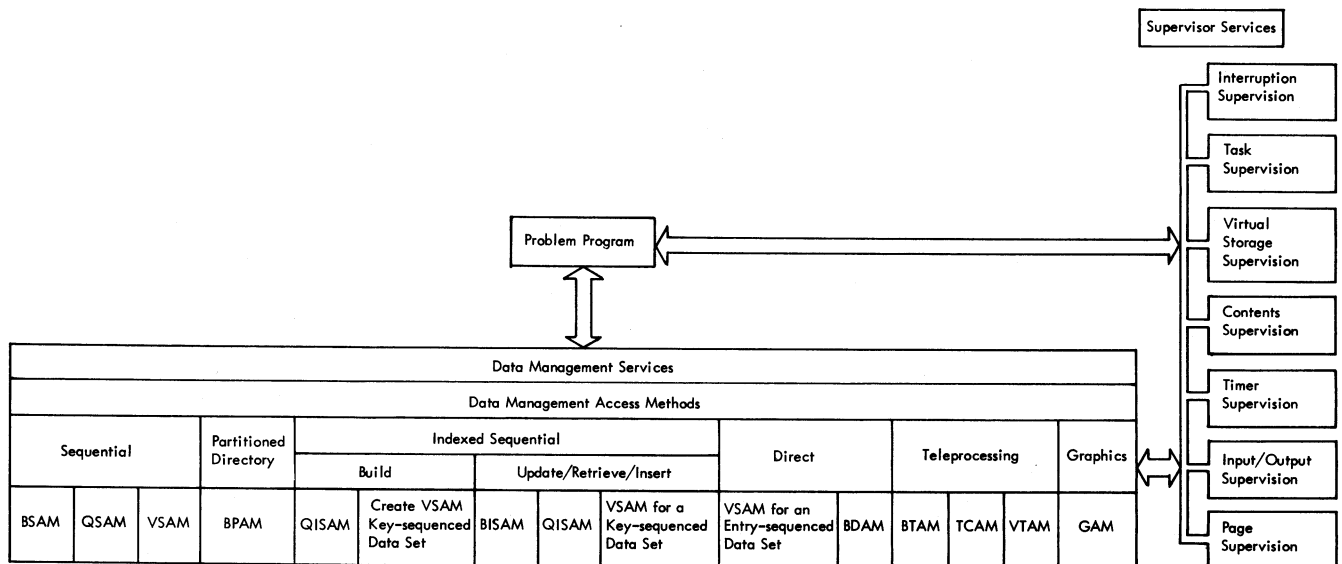 Supervisor Services
Interruption
Supervision
Task
Supervision
Virtual
Storage
Supervision
Problem Program
Contents
Supervision
Data Management Services
Timer
Supervision
Data Management Access Methods
Sequential
Partitioned
Directory
Indexed Sequential
Direct
Teleprocessing
Graphics
Build
Update/Retrieve/Insert
Input/Output
Supervision
BSAM
QSAM
VSAM
BPAM
QISAM
Create VSAM
Key-sequenced
Data Set
BISAM
QISAM
VSAM for a
Key-sequenced
Data Set
VSAM for an
Entry-sequenced
Data Set
BDAM
BTAM
TCAM
VTAM
GAM
Page
Supervision